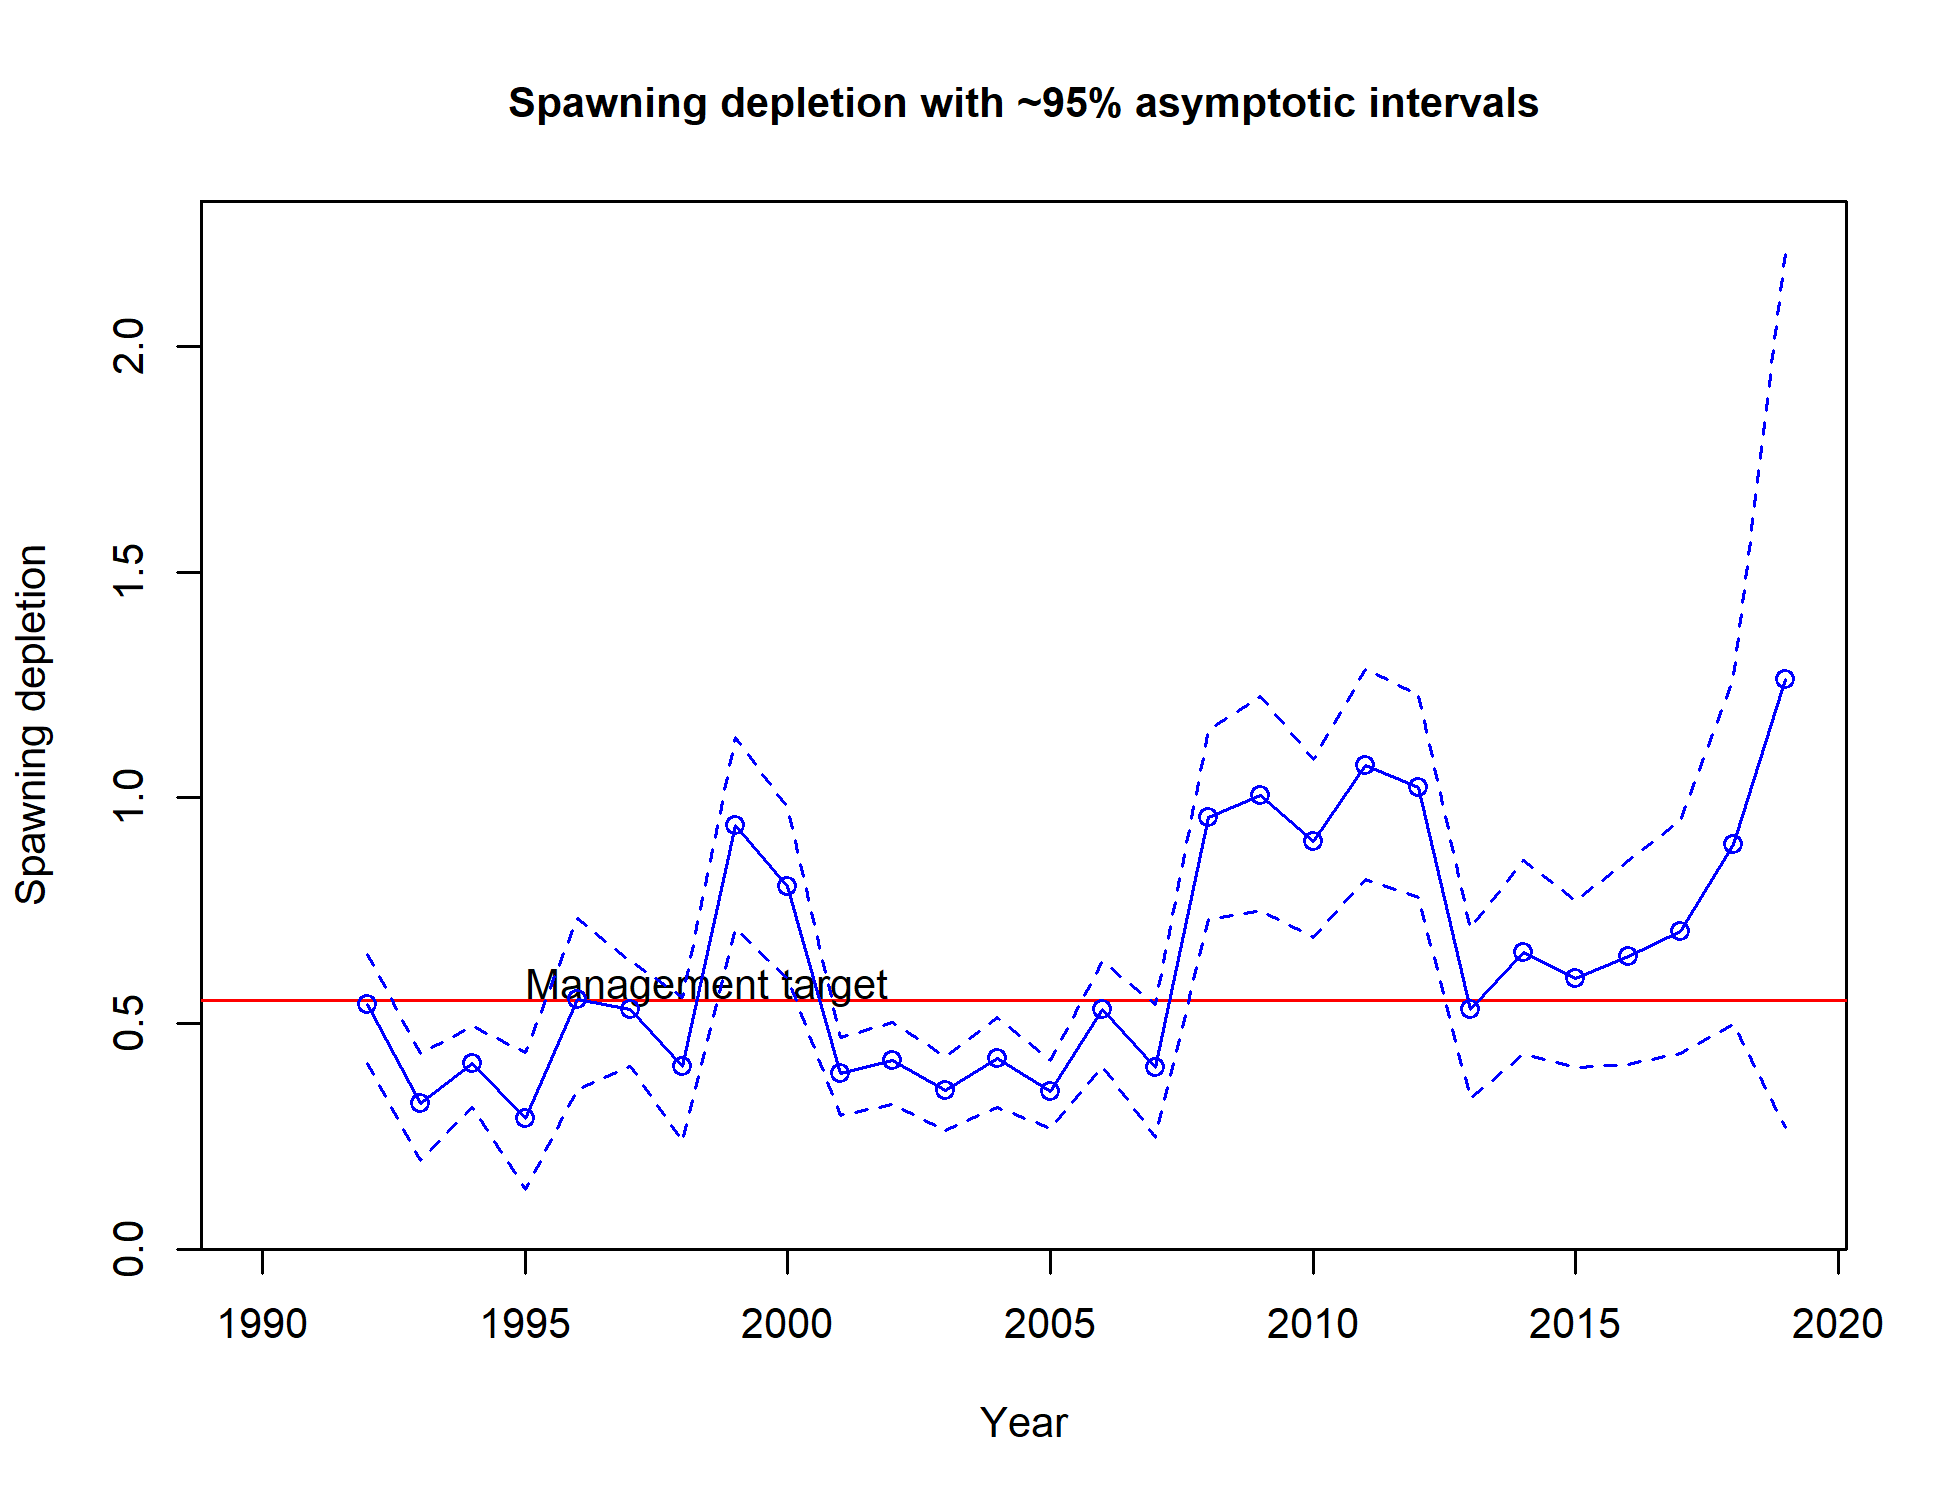 Spawning depletion with ~95% asymptotic intervals
Spawning depletion
2.0
1.5
1.0
0.5
0.0
Management target
1990 1995 2000 2005 2010 2015 2020
Year